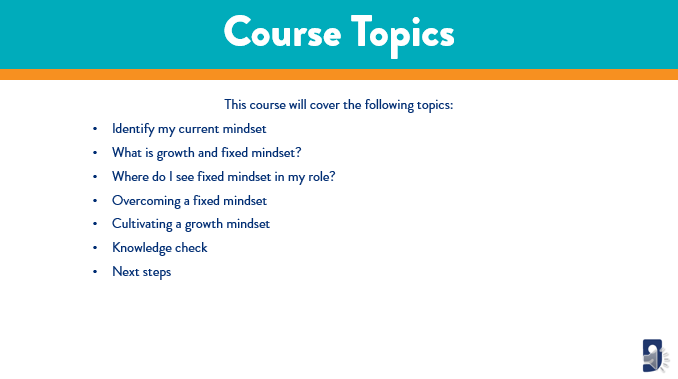 Course Topics
This course will cover the following topics:
• Identify my current mindset
• What is growth and fixed mindset?
• Where do I see fixed mindset in my role?
• Overcoming a fixed mindset
• Cultivating a growth mindset
• Knowledge check
• Next steps